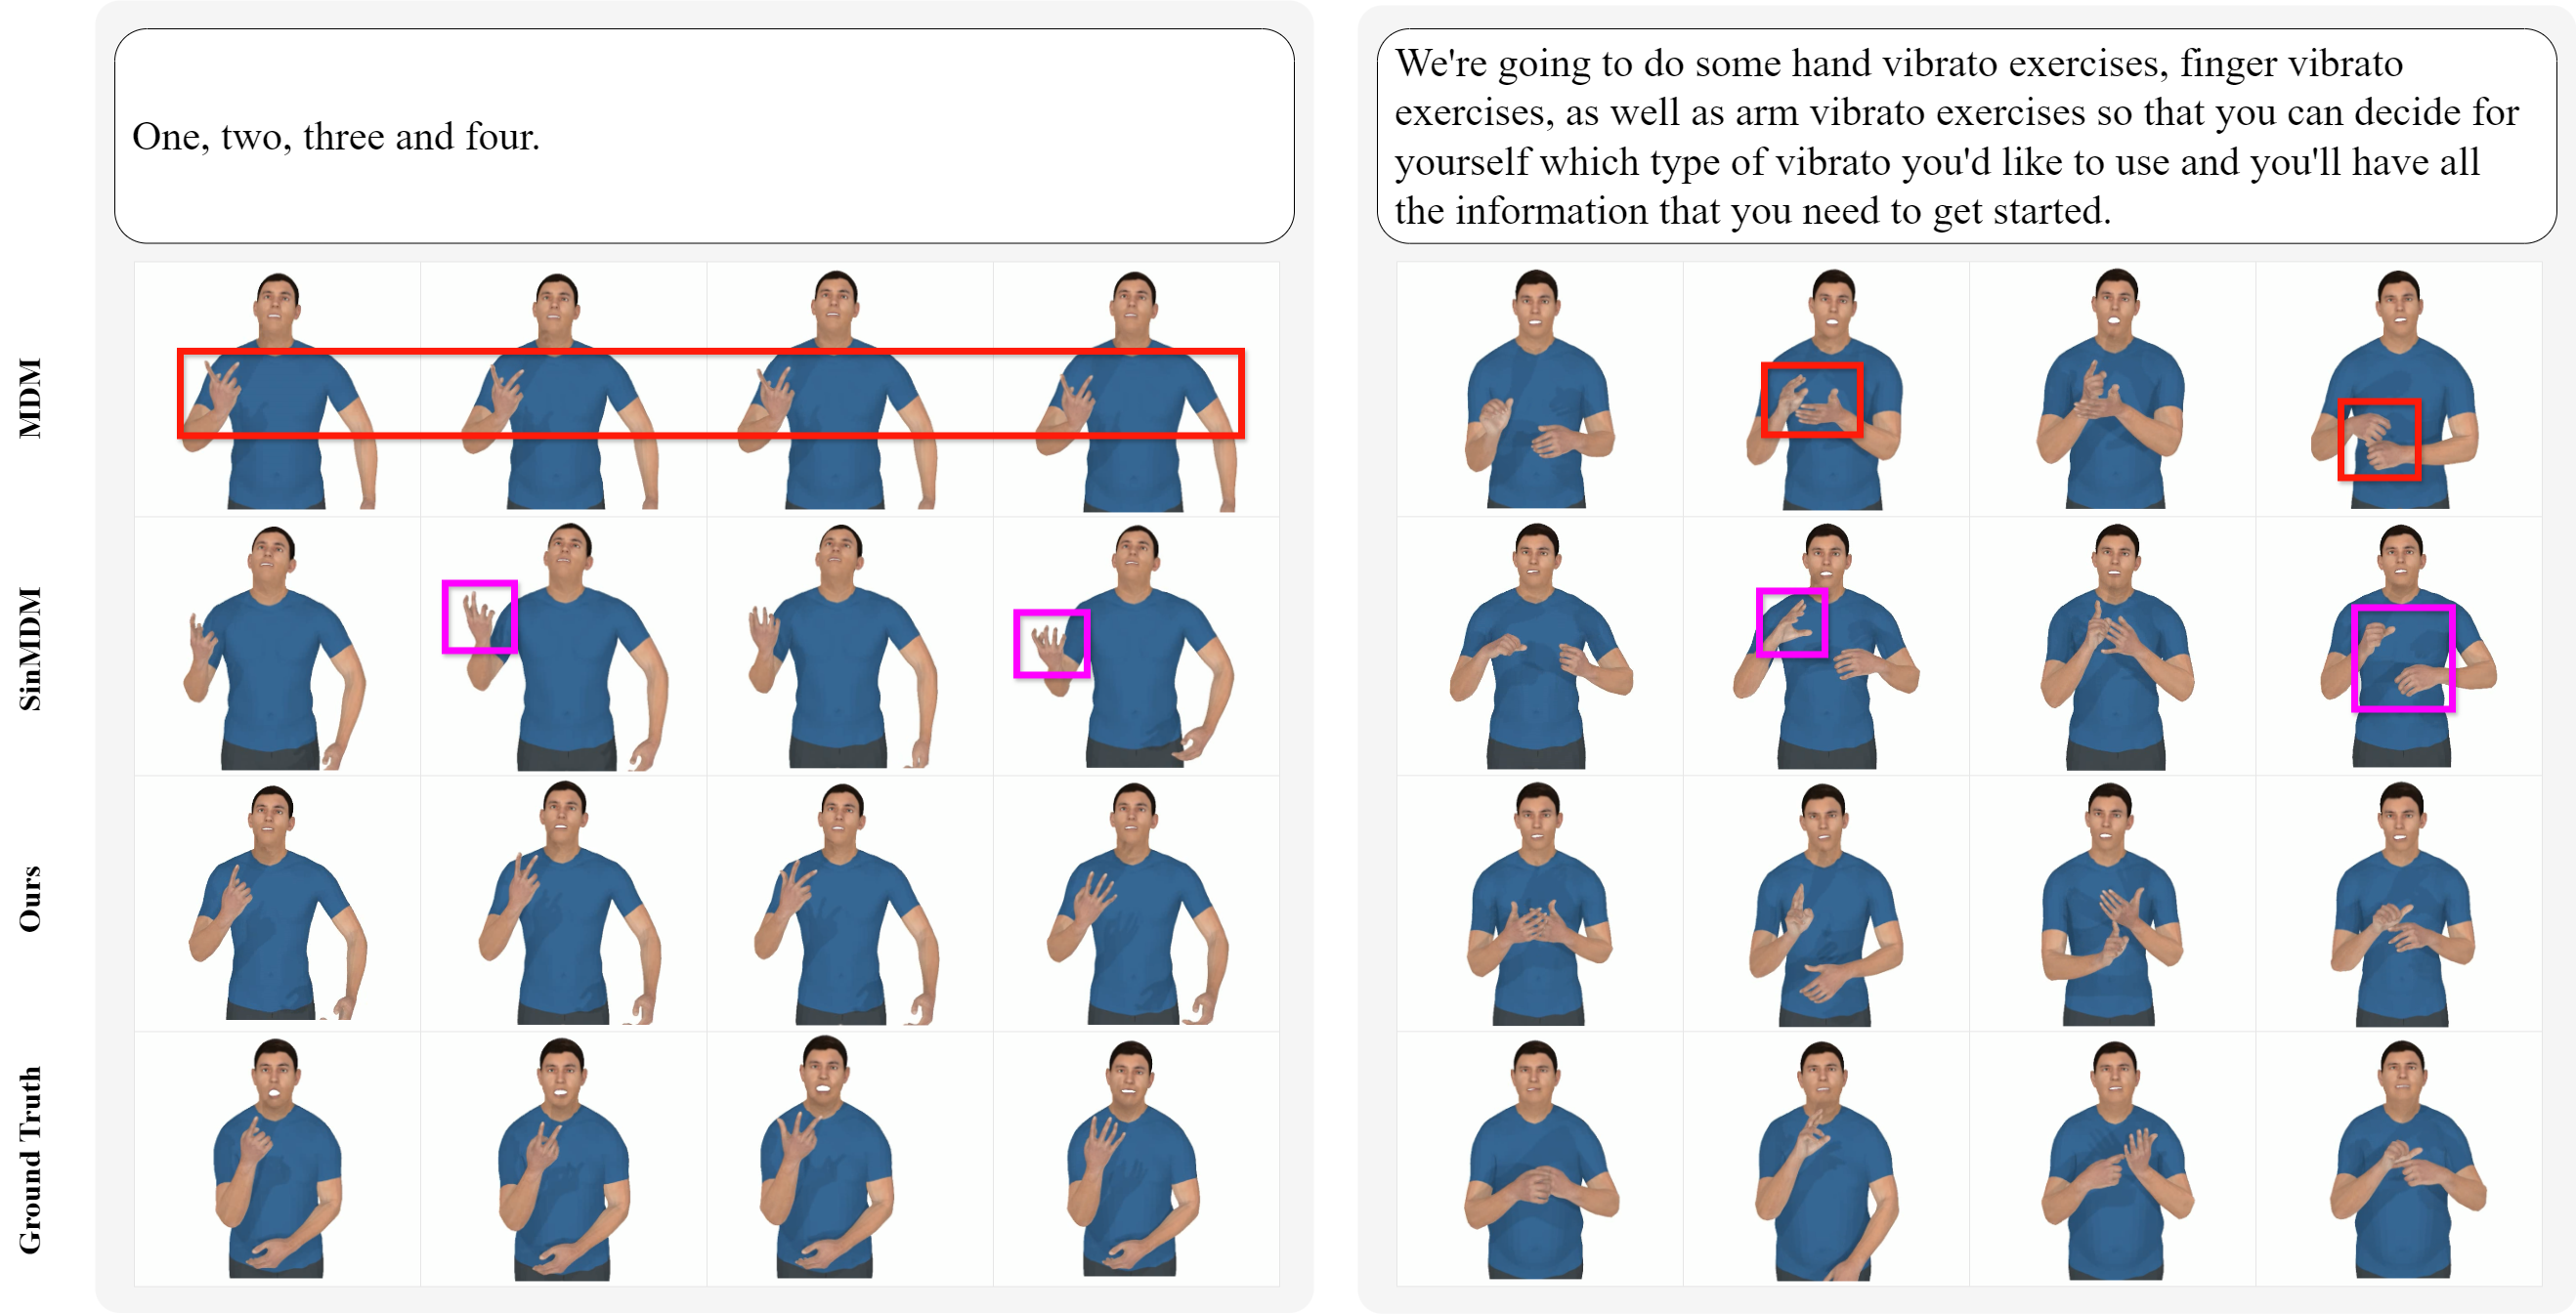 One, two, three and four.
We're going to do some hand vibrato exercises, finger vibrato
exercises, as well as arm vibrato exercises so that you can decide for
yourself which type of vibrato you'd like to use and you'll have all
the information that you need to get started.
MDM
SinMDM
Ours
Ground Truth